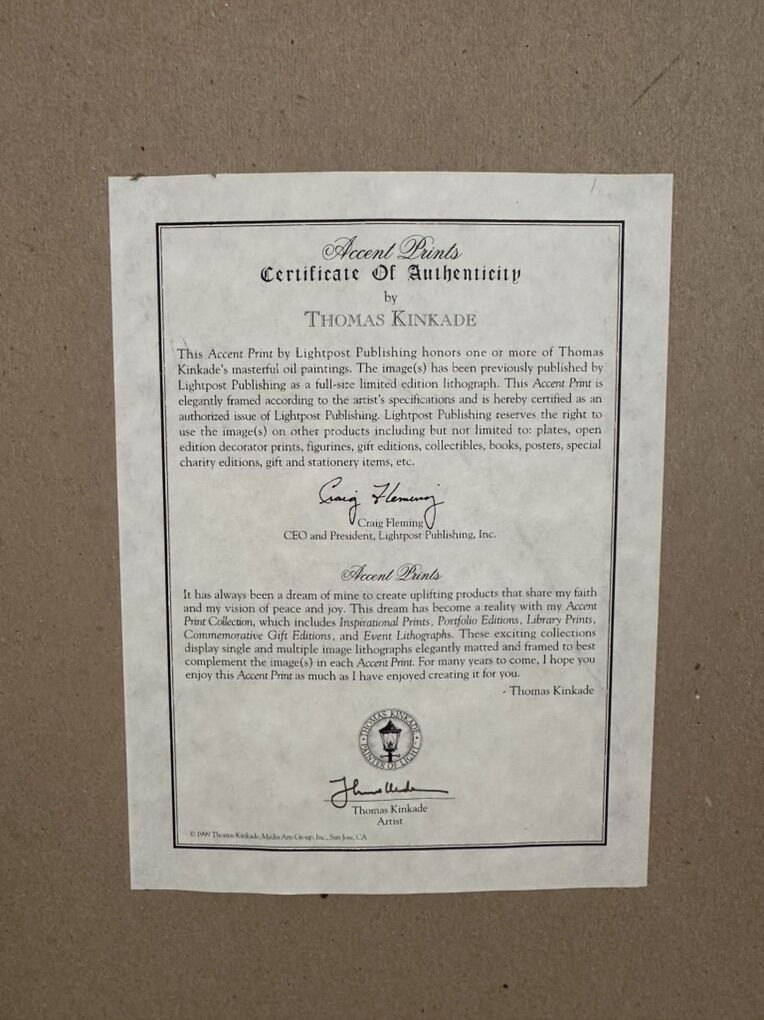 Accent Prints
Certificate Of Authenticity
by
THOMAS KINKADE
This Accent Print by Lightpost Publishing honors one or more of Thomas
Kinkade's masterful oil paintings. The image(s) has been previously published by
Lightpost Publishing as a full-size limited edition lithograph. This Accent Print is
elegantly framed according to the artist's specifications and is hereby certified as an
authorized issue of Lightpost Publishing. Lightpost Publishing reserves the right to
use the image(s) on other products including but not limited to: plates, open
edition decorator prints, figurines, gift editions, collectibles, books, posters, special
charity editions, gift and stationery items, etc.
Craig Fleming
Craig Fleming
CEO and President, Lightpost Publishing, Inc.
Accent Prints
It has always been a dream of mine to create uplifting products that share my faith
and my vision of peace and joy. This dream has become a reality with my Accent
Print Collection, which includes Inspirational Prints, Portfolio Editions, Library Prints,
Commemorative Gift Editions, and Event Lithographs. These exciting collections
display single and multiple image lithographs elegantly matted and framed to best
complement the image(s) in each Accent Print. For many years to come, I hope you
enjoy this Accent Print as much as I have enjoyed creating it for you.
- Thomas Kinkade
THOMAS KINKADE
PAINTER OF LIGHT
Thomas Kinkade
Artist
© 1999 Thomas Kinkade, Media Arts Group, Inc., San Jose, CA